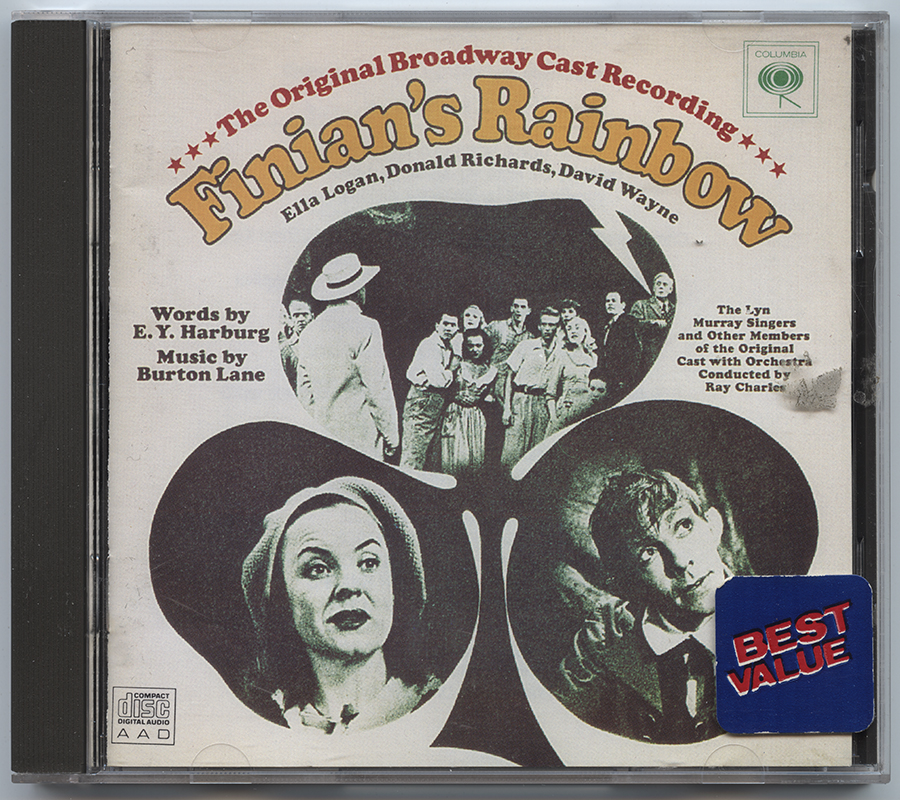 The Original Broadway Cast Recording
COLUMBIA
Finian's Rainbow
Ella Logan, Donald Richards, David Wayne
Words by
E. Y. Harburg
Music by
Burton Lane
The Lyn
Murray Singers
and Other Members
of the Original
Cast with Orchestra
Conducted by
Ray Charles
BEST
VALUE
COMPACT
disc
DIGITAL AUDIO
AAD